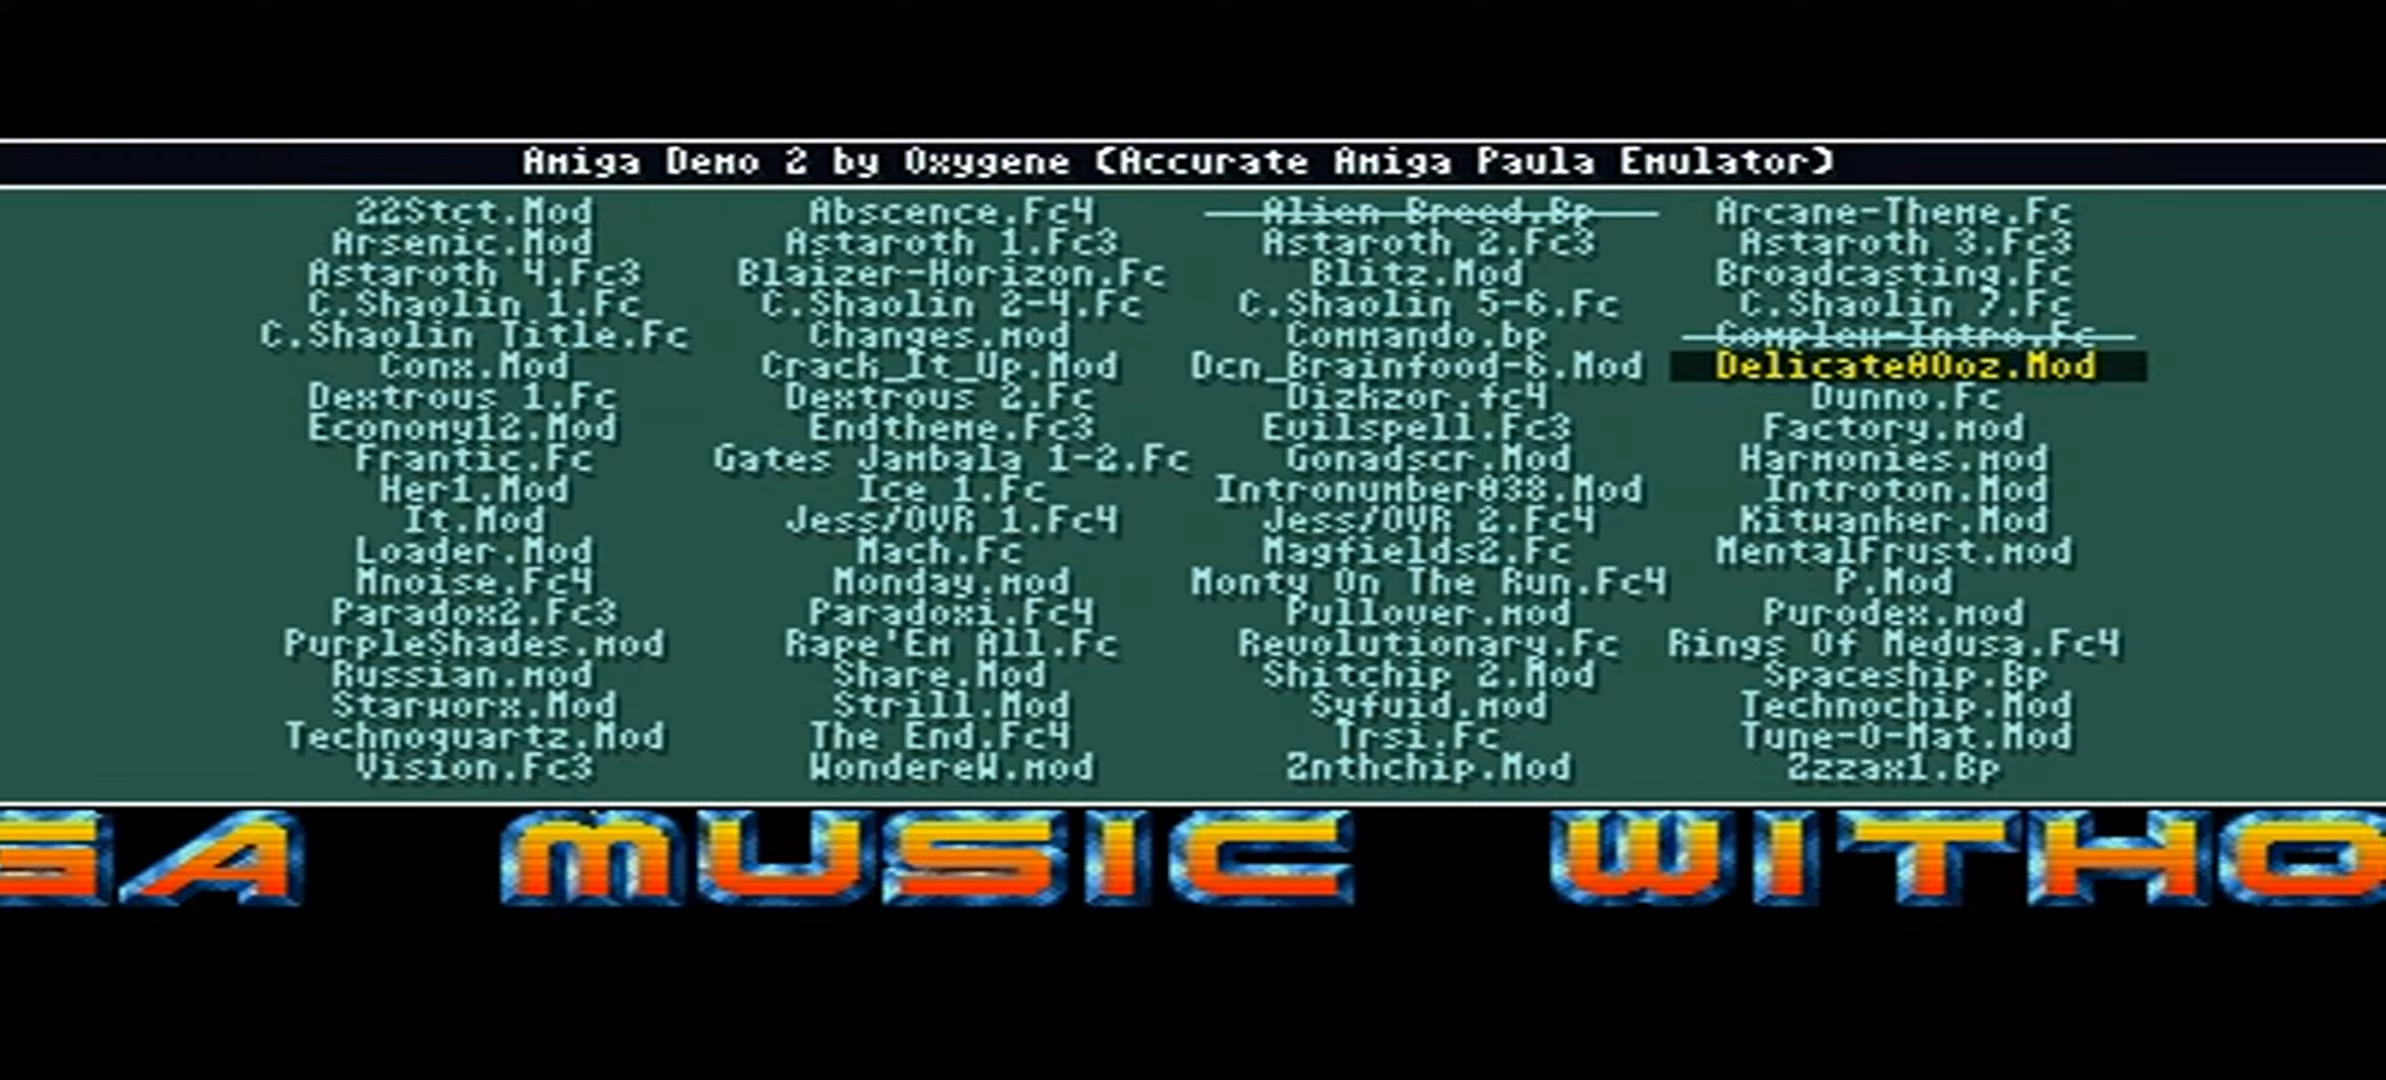 Amiga Demo 2 by Oxygene (Accurate Amiga Paula Emulator)
22Stct.Mod Abscence.Fc4 Alien Breed.Bp Arcane-Theme.Fc
Arsenic.Mod Astaroth 1.Fc3 Astaroth 2.Fc3 Astaroth 3.Fc3
Astaroth 4.Fc3 Blaizer-Horizon.Fc Blitz.Mod Broadcasting.Fc
C.Shaolin 1.Fc C.Shaolin 2-4.Fc C.Shaolin 5-6.Fc C.Shaolin 7.Fc
C.Shaolin Title.Fc Changes.mod Commando.bp Complex-Intro.Fc
Conx.Mod Crack_It_Up.Mod Dcn_Brainfood-6.Mod
Dextrous 1.Fc Dextrous 2.Fc Dizkzor.fc4 Dunno.Fc
Economy12.Mod Endtheme.Fc3 Evilspell.Fc3 Factory.mod
Frantic.Fc Gates Jambala 1-2.Fc Gonadscr.Mod Harmonies.mod
Her1.Mod Ice 1.Fc Intronumber038.Mod Introton.Mod
It.Mod Jess/OVR 1.Fc4 Jess/OVR 2.Fc4 Kitwanker.Mod
Loader.Mod Mach.Fc Magfields2.Fc MentalFrust.mod
Mnoise.Fc4 Monday.mod Monty On The Run.Fc4 P.Mod
Paradox2.Fc3 Paradoxi.Fc4 Pullover.mod Purodex.mod
PurpleShades.mod Rape'Em All.Fc Revolutionary.Fc Rings Of Medusa.Fc4
Russian.mod Share.Mod Shitchip 2.Mod Spaceship.Bp
Starworx.Mod Strill.Mod Syfuid.mod Technochip.Mod
Technoquartz.Mod The End.Fc4 Trsi.Fc Tune-O-Mat.Mod
Vision.Fc3 WondereW.mod Znthchip.Mod Zzzax1.Bp
GA MUSIC WITHO